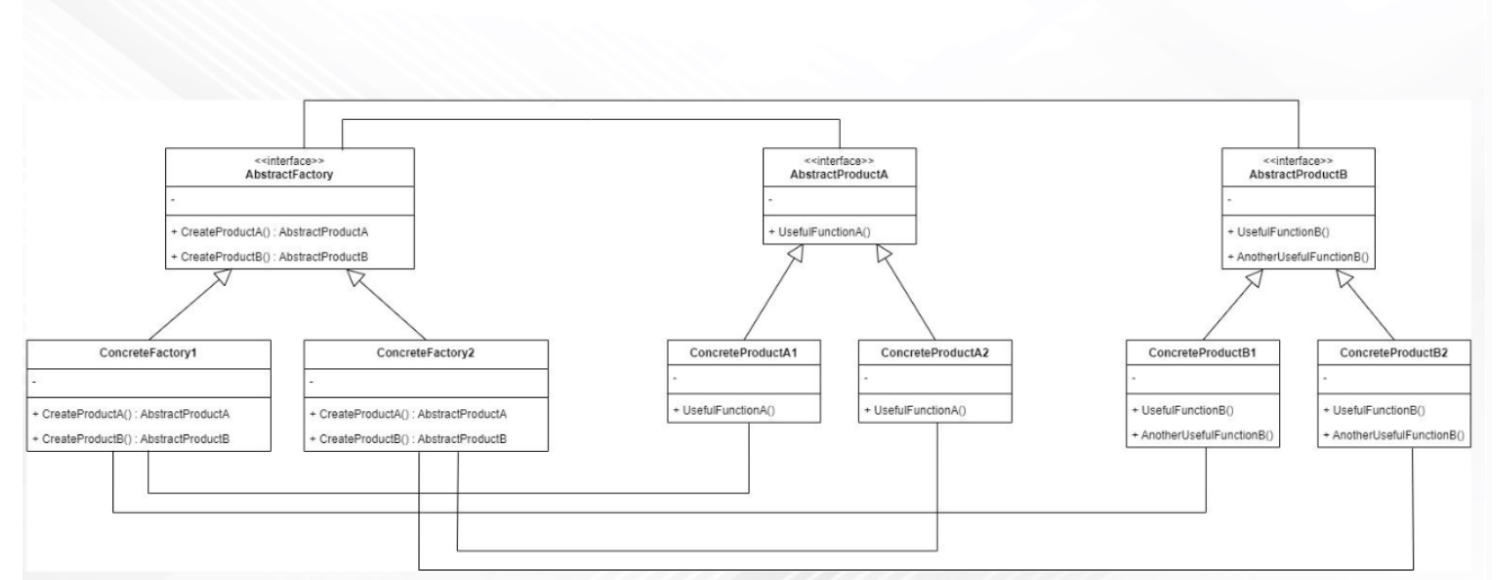 <<interface>>
AbstractFactory
-
+ CreateProductA() : AbstractProductA
+ CreateProductB() : AbstractProductB
<<interface>>
AbstractProductA
-
+ UsefulFunctionA()
<<interface>>
AbstractProductB
-
+ UsefulFunctionB()
+ AnotherUsefulFunctionB()
ConcreteFactory1
-
+ CreateProductA() : AbstractProductA
+ CreateProductB() : AbstractProductB
ConcreteFactory2
-
+ CreateProductA() : AbstractProductA
+ CreateProductB() : AbstractProductB
ConcreteProductA1
-
+ UsefulFunctionA()
ConcreteProductA2
-
+ UsefulFunctionA()
ConcreteProductB1
-
+ UsefulFunctionB()
+ AnotherUsefulFunctionB()
ConcreteProductB2
-
+ UsefulFunctionB()
+ AnotherUsefulFunctionB()